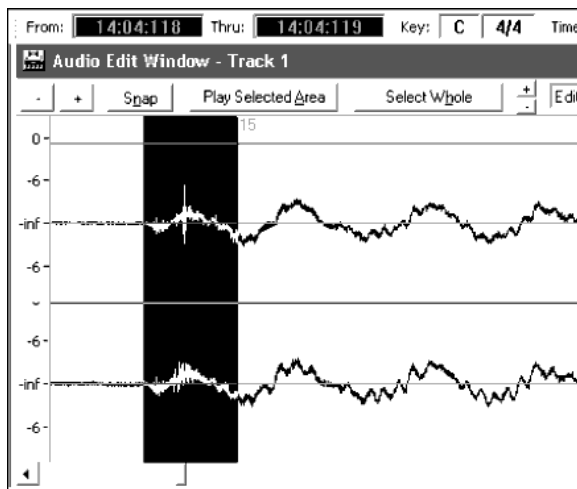 From: 14:04:118 Thru: 14:04:119 Key: C 4/4 Time
Audio Edit Window - Track 1
- + Snap Play Selected Area Select Whole + - Edi
15
0
-6
-inf
-6
-6
-inf
-6